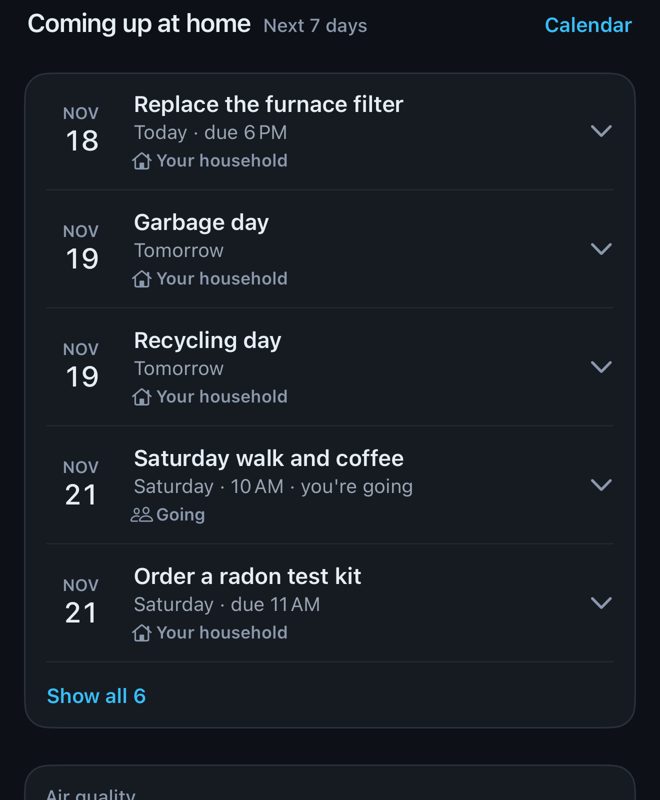 Coming up at home Next 7 days Calendar
NOV
18
Replace the furnace filter
Today · due 6 PM
Your household
NOV
19
Garbage day
Tomorrow
Your household
NOV
19
Recycling day
Tomorrow
Your household
NOV
21
Saturday walk and coffee
Saturday · 10 AM · you're going
Going
NOV
21
Order a radon test kit
Saturday · due 11 AM
Your household
Show all 6
Air quality